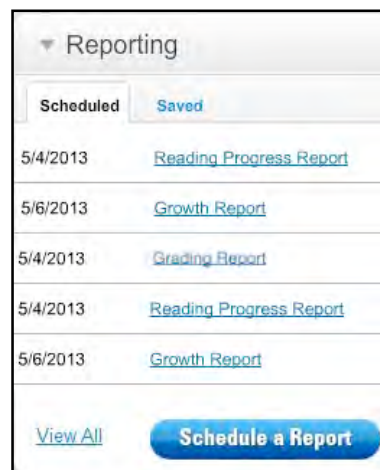 Reporting
Scheduled Saved
5/4/2013 Reading Progress Report
5/6/2013 Growth Report
5/4/2013 Grading Report
5/4/2013 Reading Progress Report
5/6/2013 Growth Report
View All Schedule a Report